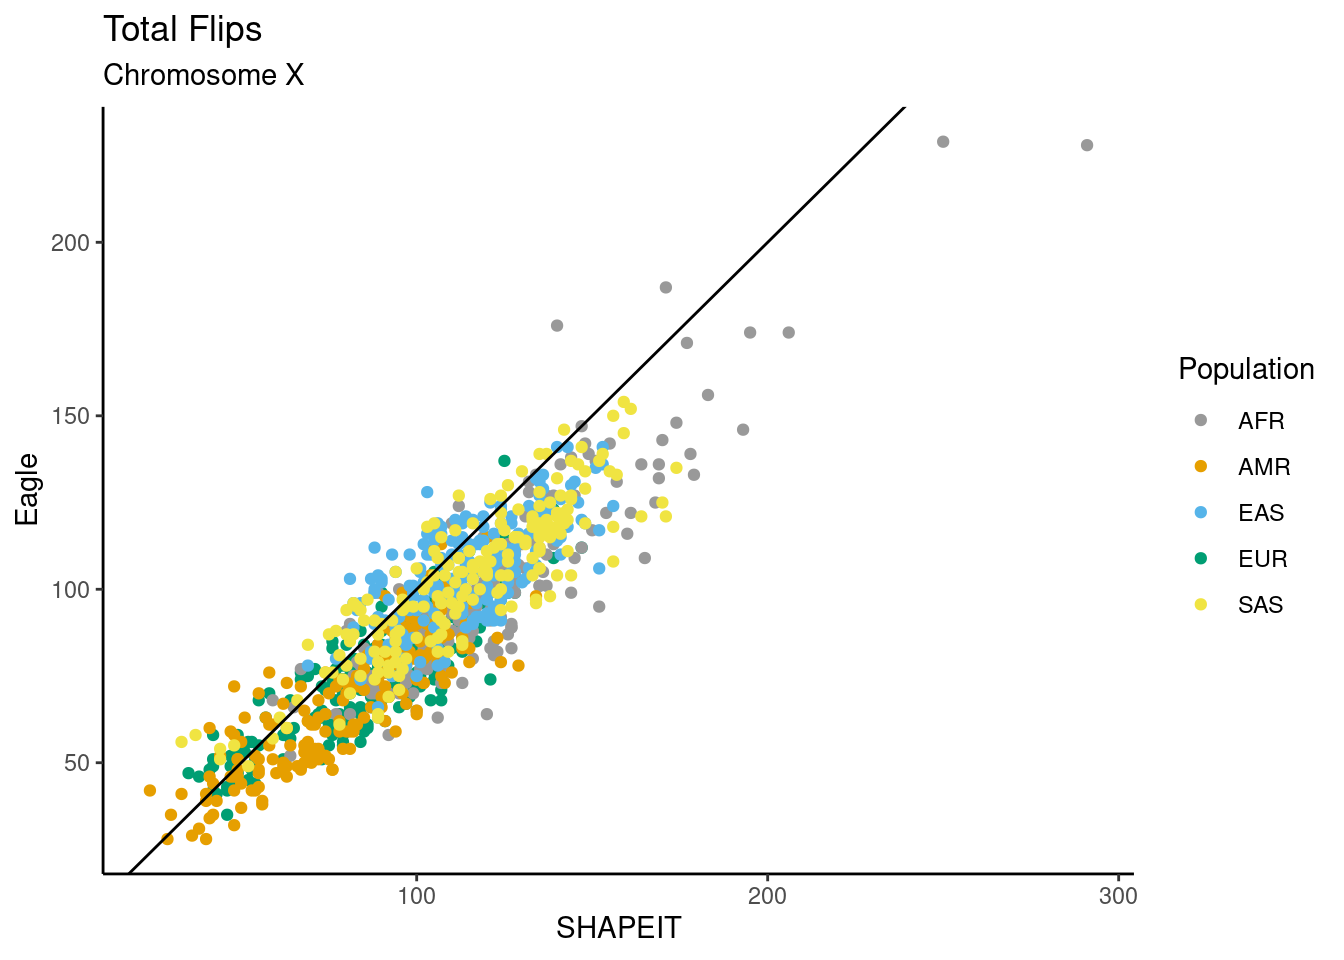 Total Flips
Chromosome X
Eagle
200
150
100
50
100
200
300
SHAPEIT
Population
AFR
AMR
EAS
EUR
SAS